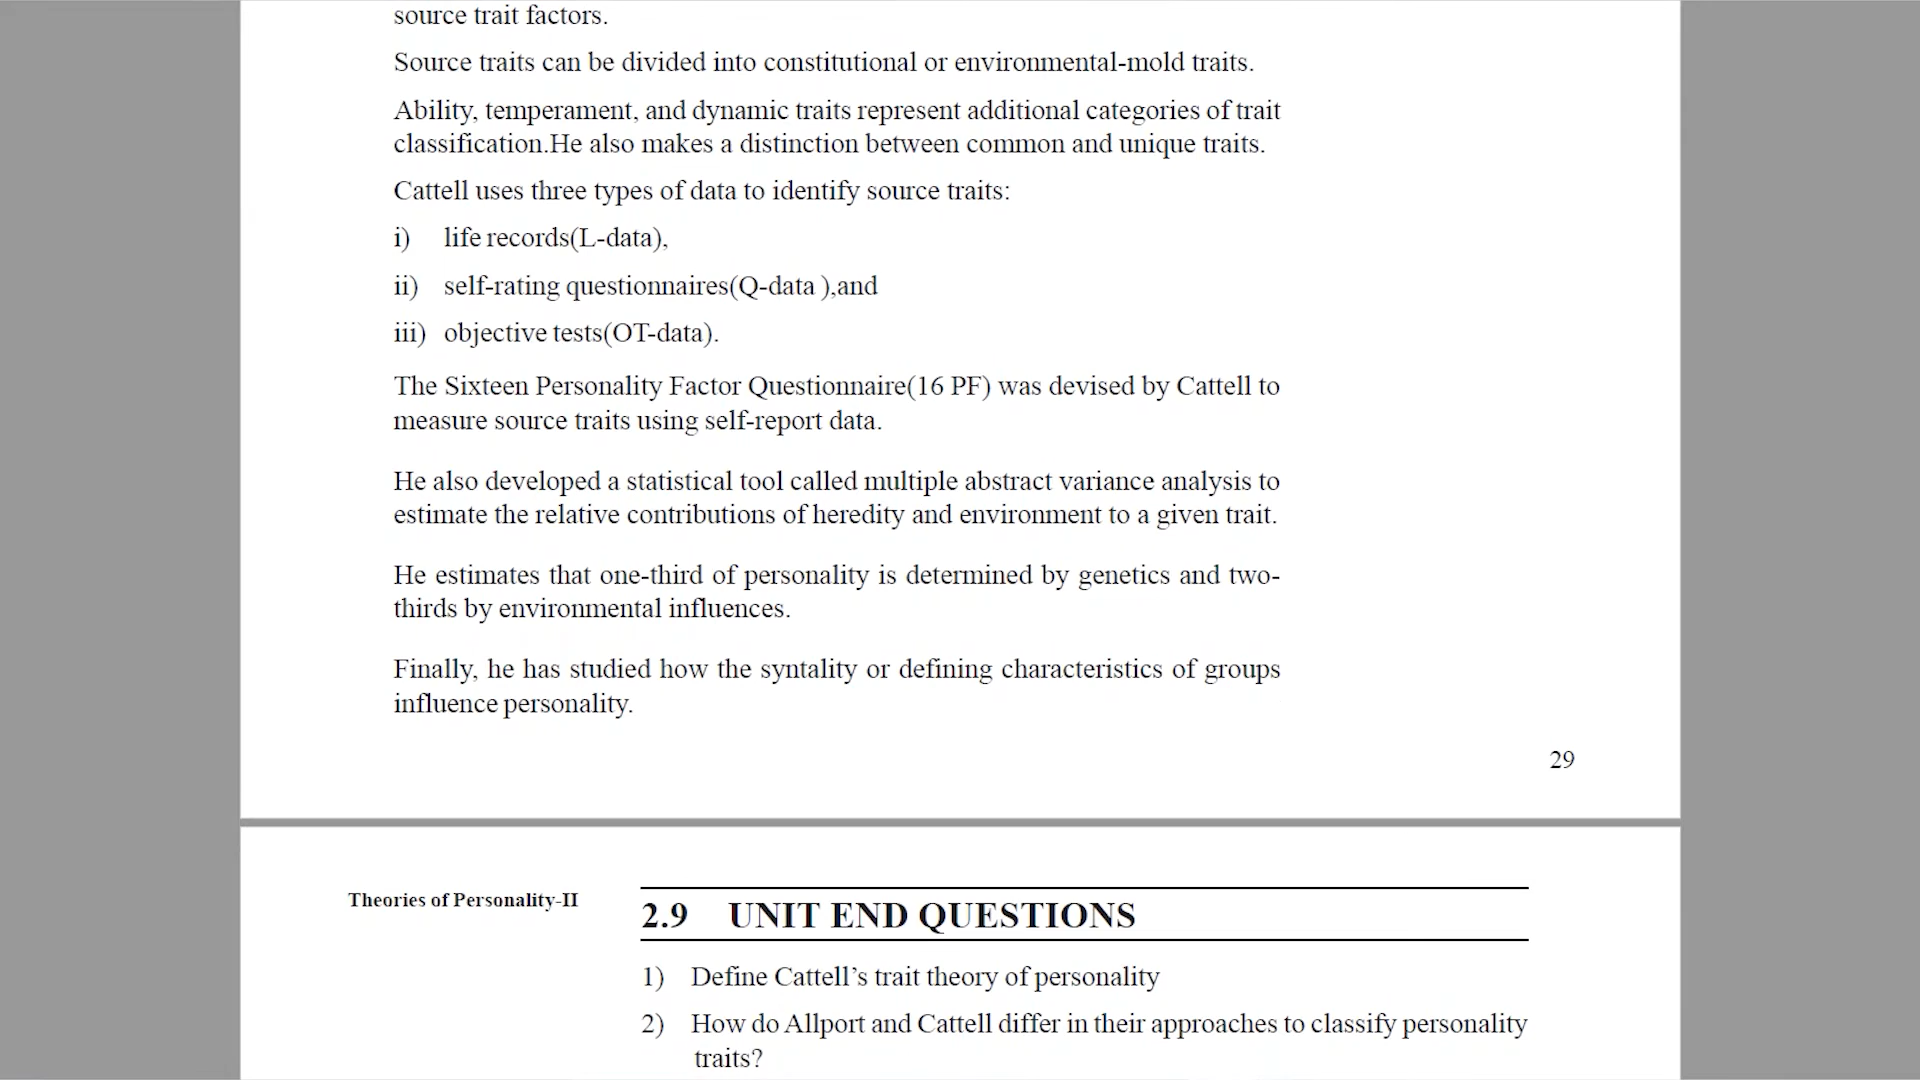 source trait factors.
Source traits can be divided into constitutional or environmental-mold traits.
Ability, temperament, and dynamic traits represent additional categories of trait
classification.He also makes a distinction between common and unique traits.
Cattell uses three types of data to identify source traits:
i) life records(L-data),
ii) self-rating questionnaires(Q-data ),and
iii) objective tests(OT-data).
The Sixteen Personality Factor Questionnaire(16 PF) was devised by Cattell to
measure source traits using self-report data.
He also developed a statistical tool called multiple abstract variance analysis to
estimate the relative contributions of heredity and environment to a given trait.
He estimates that one-third of personality is determined by genetics and two-
thirds by environmental influences.
Finally, he has studied how the syntality or defining characteristics of groups
influence personality.
29
Theories of Personality-II
2.9 UNIT END QUESTIONS
1) Define Cattell’s trait theory of personality
2) How do Allport and Cattell differ in their approaches to classify personality
traits?